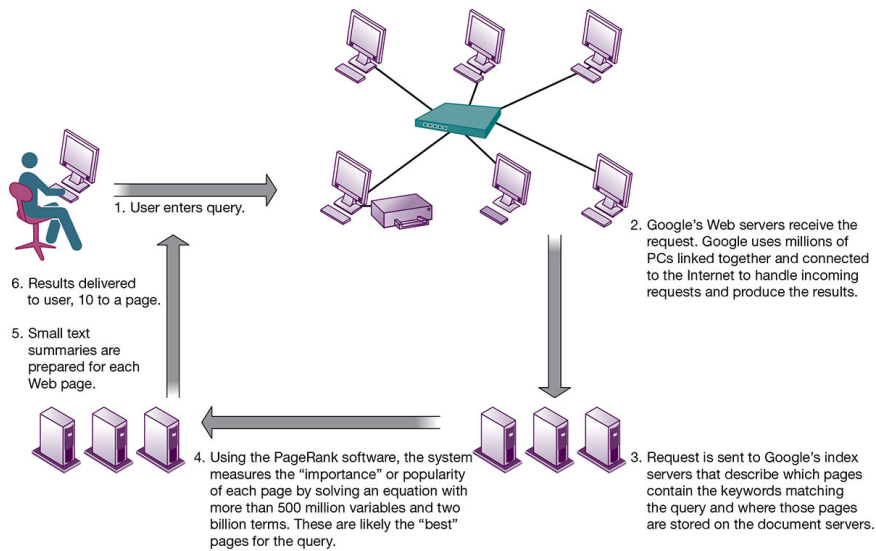 1. User enters query.
2. Google's Web servers receive the
request. Google uses millions of
PCs linked together and connected
to the Internet to handle incoming
requests and produce the results.
3. Request is sent to Google's index
servers that describe which pages
contain the keywords matching
the query and where those pages
are stored on the document servers.
4. Using the PageRank software, the system
measures the “importance” or popularity
of each page by solving an equation with
more than 500 million variables and two
billion terms. These are likely the “best”
pages for the query.
5. Small text
summaries are
prepared for each
Web page.
6. Results delivered
to user, 10 to a page.